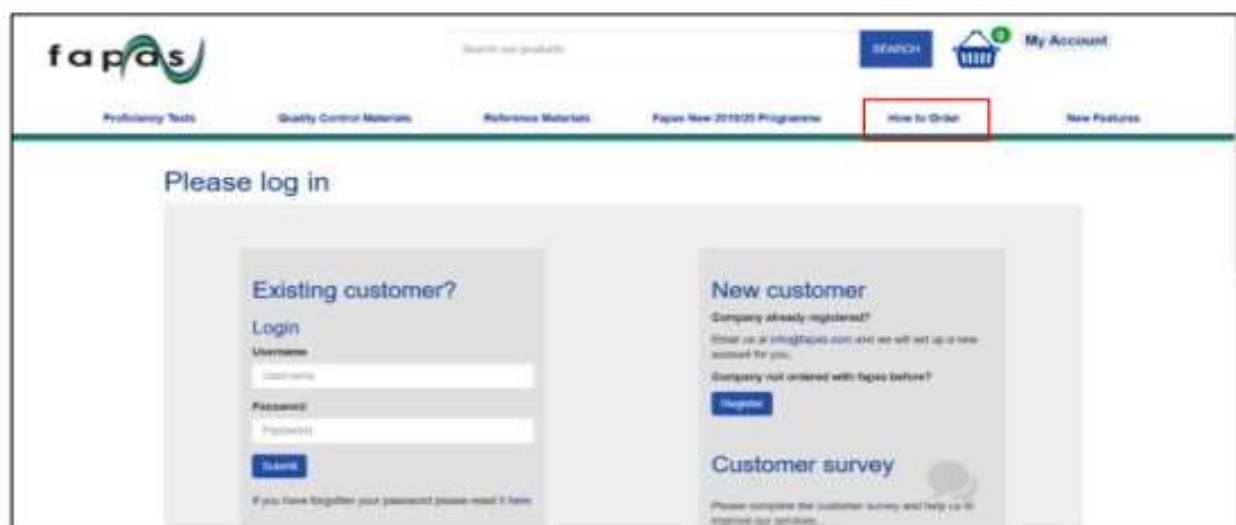 fapas
Search our products
SEARCH
0
My Account
Proficiency Tests
Quality Control Materials
Reference Materials
Fapas New 2019/20 Programme
How to Order
New Features
Please log in
Existing customer?
Login
Username
Username
Password
Password
Submit
If you have forgotten your password please reset it here
New customer
Company already registered?
Email us at info@fapas.com and we will set up a new
account for you.
Company not ordered with fapas before?
Register
Customer survey
Please complete the customer survey and help us to
improve our services.